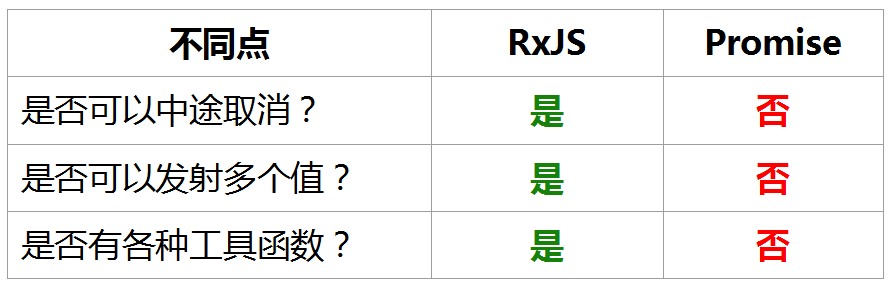 不同点 RxJS Promise
是否可以中途取消？ 是 否
是否可以发射多个值？ 是 否
是否有各种工具函数？ 是 否